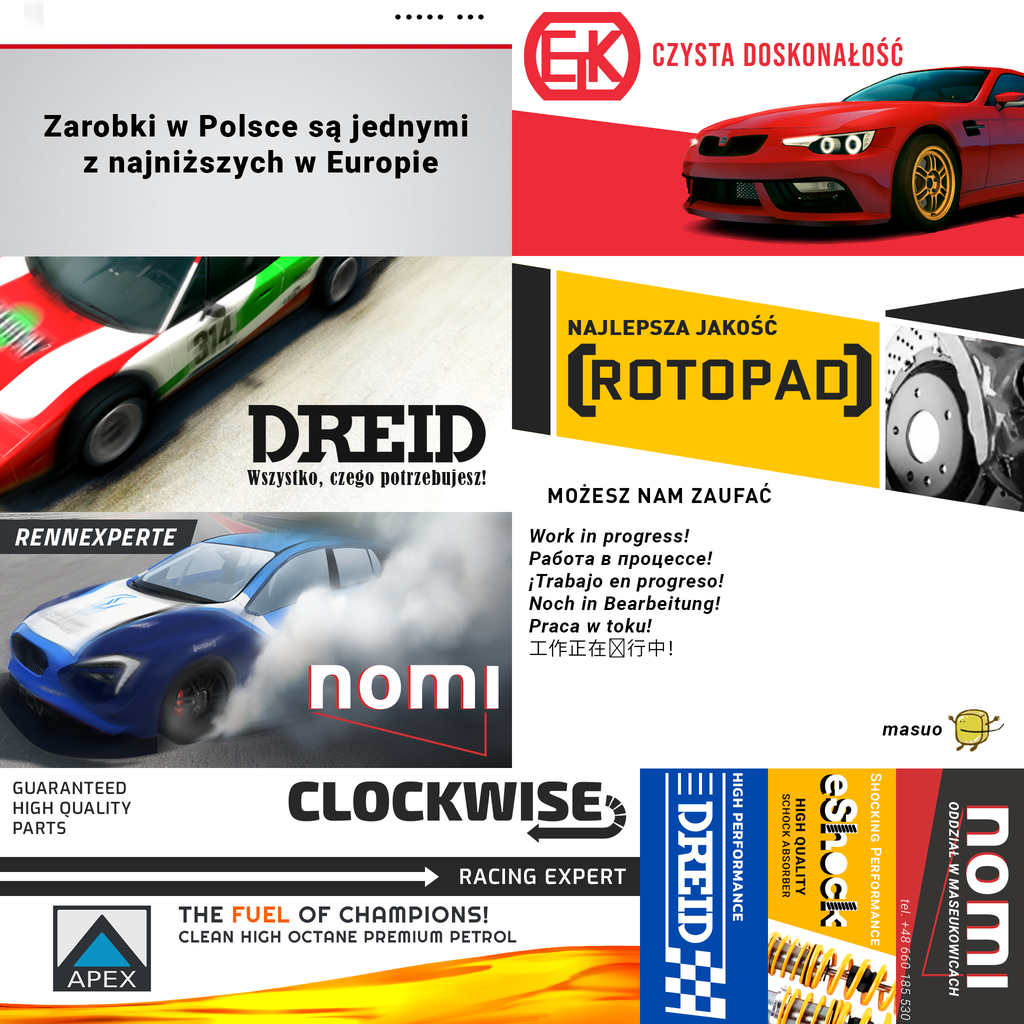 Zarobki w Polsce są jednymi
z najniższych w Europie
ETK
CZYSTA DOSKONAŁOŚĆ
314
DREID
Wszystko, czego potrzebujesz!
NAJLEPSZA JAKOŚĆ
[ROTOPAD]
MOŻESZ NAM ZAUFAĆ
RENNEXPERTE
nomi
Work in progress!
Работа в процессе!
¡Trabajo en progreso!
Noch in Bearbeitung!
Praca w toku!
工作正在行中!
masuo
GUARANTEED
HIGH QUALITY
PARTS
CLOCKWISE
RACING EXPERT
APEX
THE FUEL OF CHAMPIONS!
CLEAN HIGH OCTANE PREMIUM PETROL
HIGH PERFORMANCE
DREID
SHOCKING PERFORMANCE
eShock
HIGH QUALITY
SCHOCK ABSORBER
nomi
ODDZIAŁ W MASEUKOWICACH
tel. +48 660 185 530